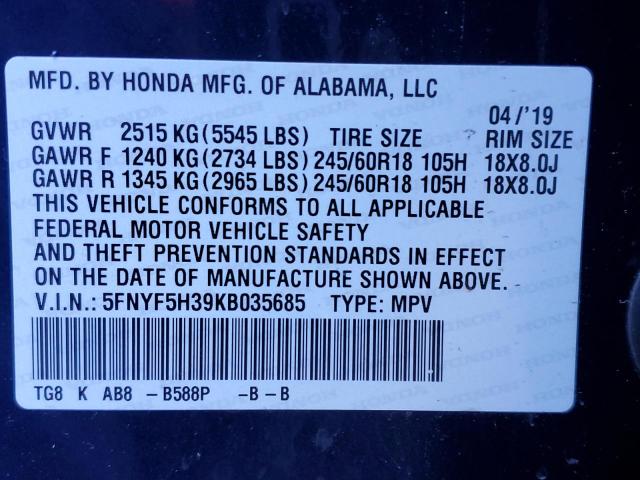 MFD. BY HONDA MFG. OF ALABAMA, LLC
04/'19
GVWR 2515 KG (5545 LBS) TIRE SIZE RIM SIZE
GAWR F 1240 KG (2734 LBS) 245/60R18 105H 18X8.0J
GAWR R 1345 KG (2965 LBS) 245/60R18 105H 18X8.0J
THIS VEHICLE CONFORMS TO ALL APPLICABLE
FEDERAL MOTOR VEHICLE SAFETY
AND THEFT PREVENTION STANDARDS IN EFFECT
ON THE DATE OF MANUFACTURE SHOWN ABOVE.
V.I.N.: 5FNYF5H39KB035685 TYPE: MPV
TG8 K AB8 – B588P –B – B